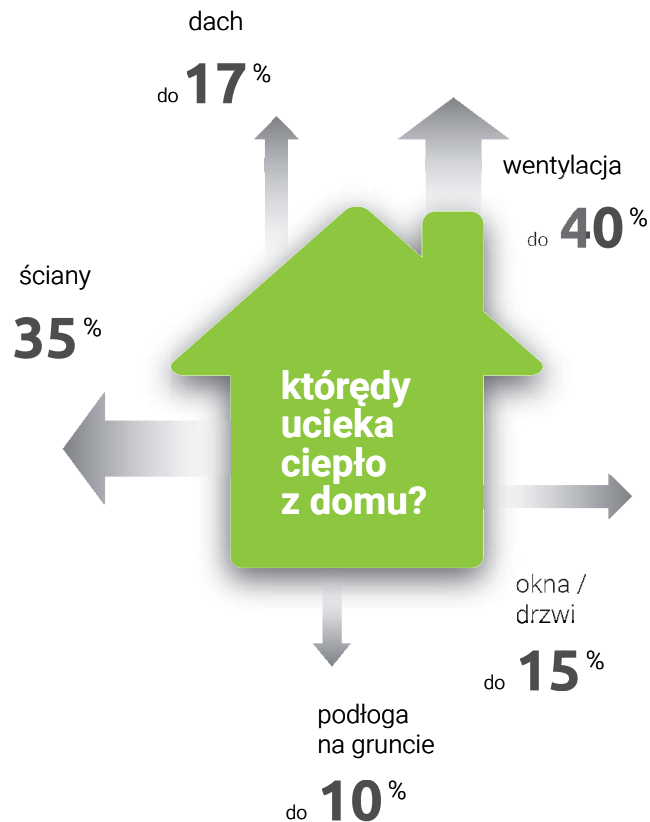 dach
do 17 %
wentylacja
do 40 %
ściany
35 %
którędy
ucieka
ciepło
z domu?
okna /
drzwi
do 15 %
podłoga
na gruncie
do 10 %